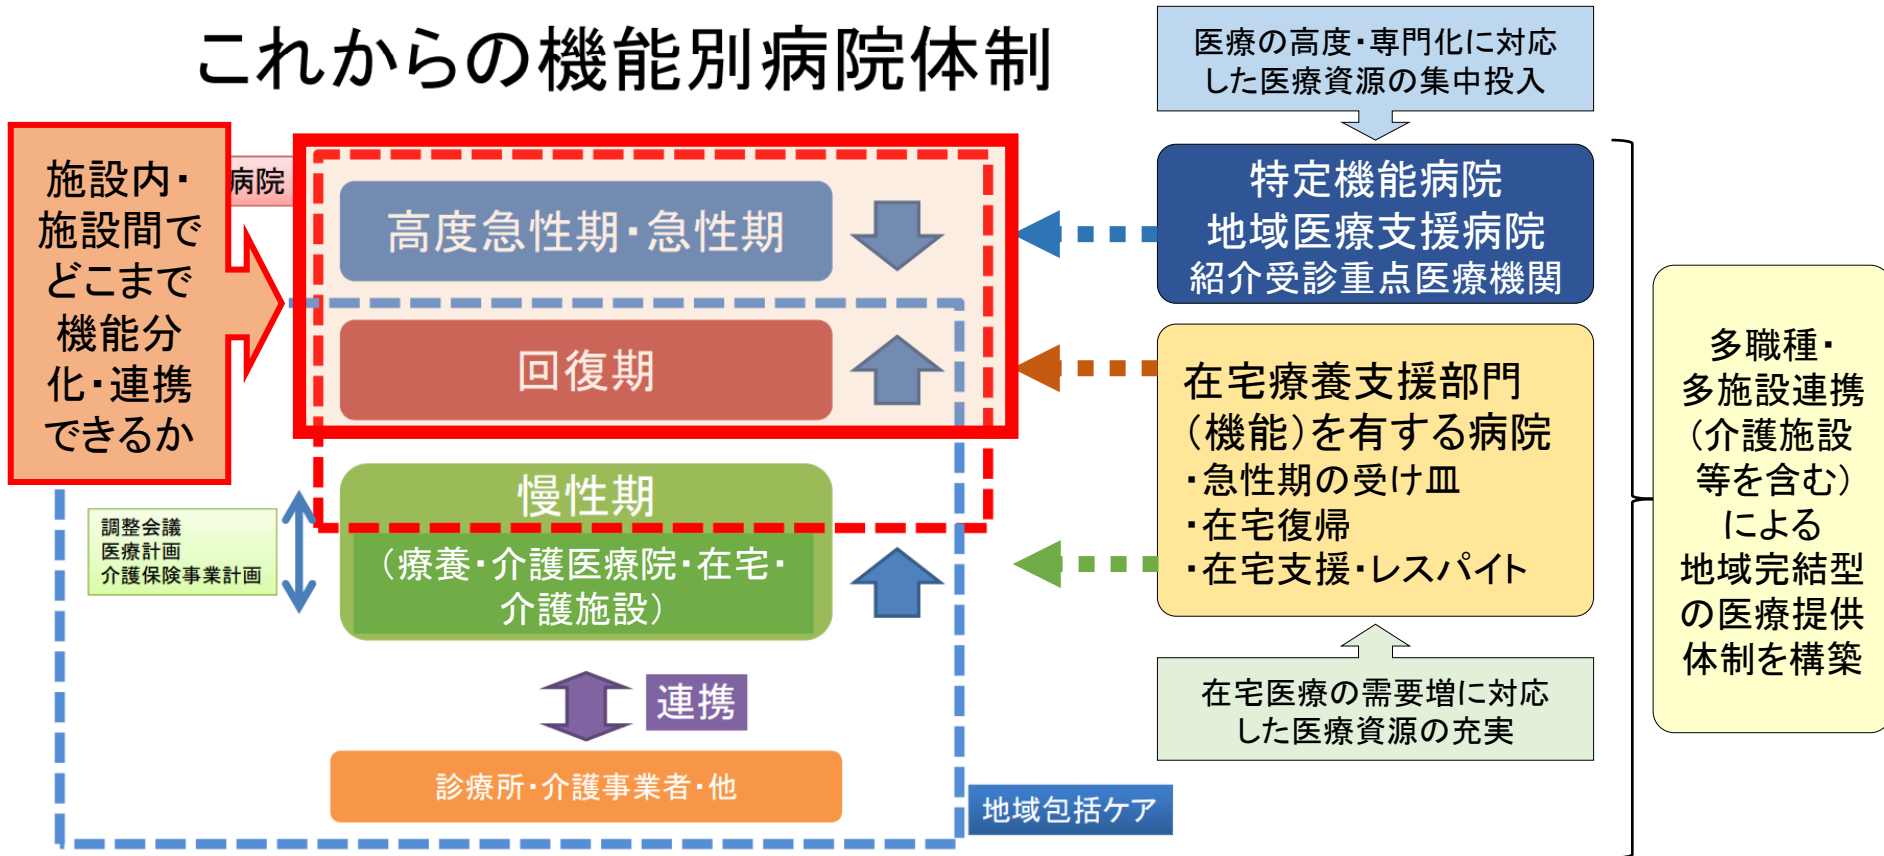 これからの機能別病院体制
施設内・
施設間で
どこまで
機能分
化・連携
できるか
病院
高度急性期・急性期
回復期
慢性期
（療養・介護医療院・在宅・
介護施設）
調整会議
医療計画
介護保険事業計画
連携
診療所・介護事業者・他
地域包括ケア
医療の高度・専門化に対応
した医療資源の集中投入
特定機能病院
地域医療支援病院
紹介受診重点医療機関
在宅療養支援部門
（機能）を有する病院
・急性期の受け皿
・在宅復帰
・在宅支援・レスパイト
在宅医療の需要増に対応
した医療資源の充実
多職種・
多施設連携
（介護施設
等を含む）
による
地域完結型
の医療提供
体制を構築